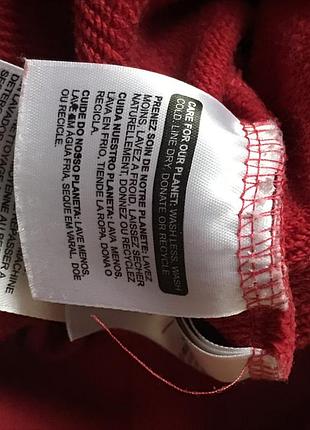 CARE FOR OUR PLANET: WASH LESS, WASH
COLD, LINE DRY, DONATE OR RECYCLE
PRENEZ SOIN DE NOTRE PLANÈTE: LAVEZ
MOINS, LAVEZ À FROID, LAISSEZ SÉCHER
NATURELLEMENT, DONNEZ OU RECYCLEZ
CUIDA NUESTRO PLANETA: LAVA MENOS,
LAVA EN FRÍO, TIENDE LA ROPA, DONA O
RECICLA.
CUIDE DO NOSSO PLANETA: LAVE MENOS,
LAVE EM ÁGUA FRIA, SEQUE EM VARAL, DOE
OU RECICLE.